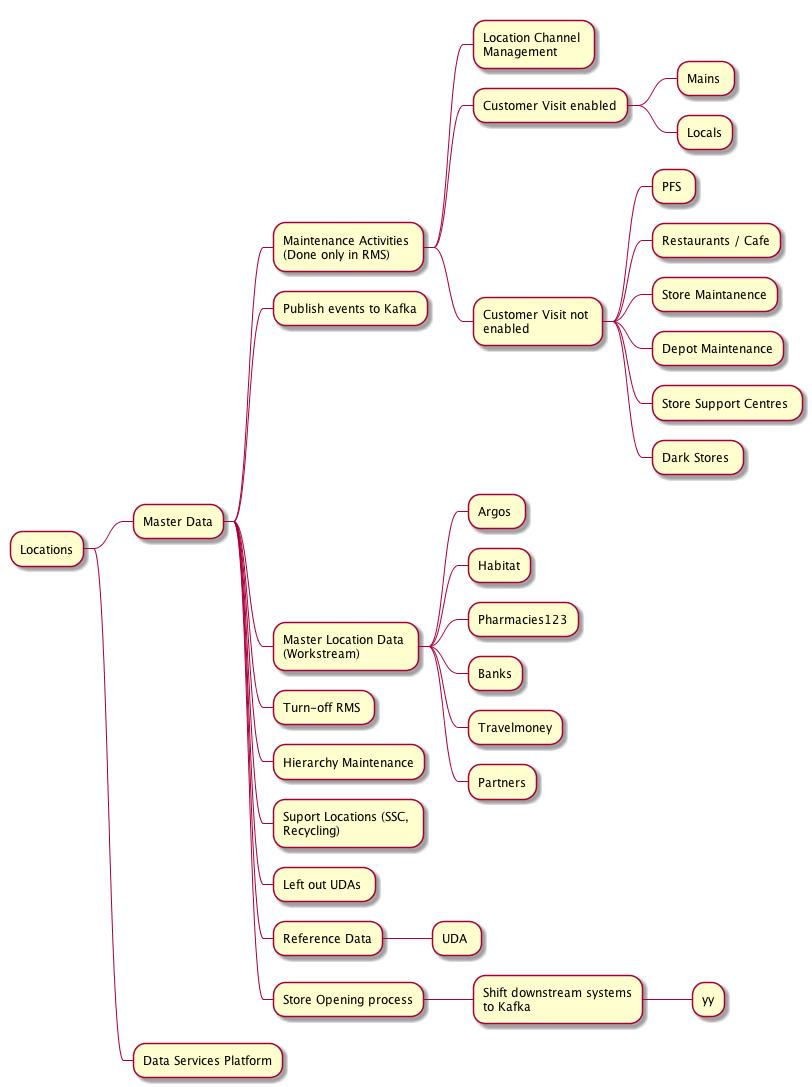 Location Channel
Management
Customer Visit enabled
Mains
Locals
PFS
Restaurants / Cafe
Store Maintanence
Depot Maintenance
Store Support Centres
Dark Stores
Maintenance Activities
(Done only in RMS)
Publish events to Kafka
Customer Visit not
enabled
Locations
Master Data
Master Location Data
(Workstream)
Argos
Habitat
Pharmacies123
Banks
Travelmoney
Partners
Turn-off RMS
Hierarchy Maintenance
Suport Locations (SSC,
Recycling)
Left out UDAs
Reference Data
UDA
Store Opening process
Shift downstream systems
to Kafka
yy
Data Services Platform